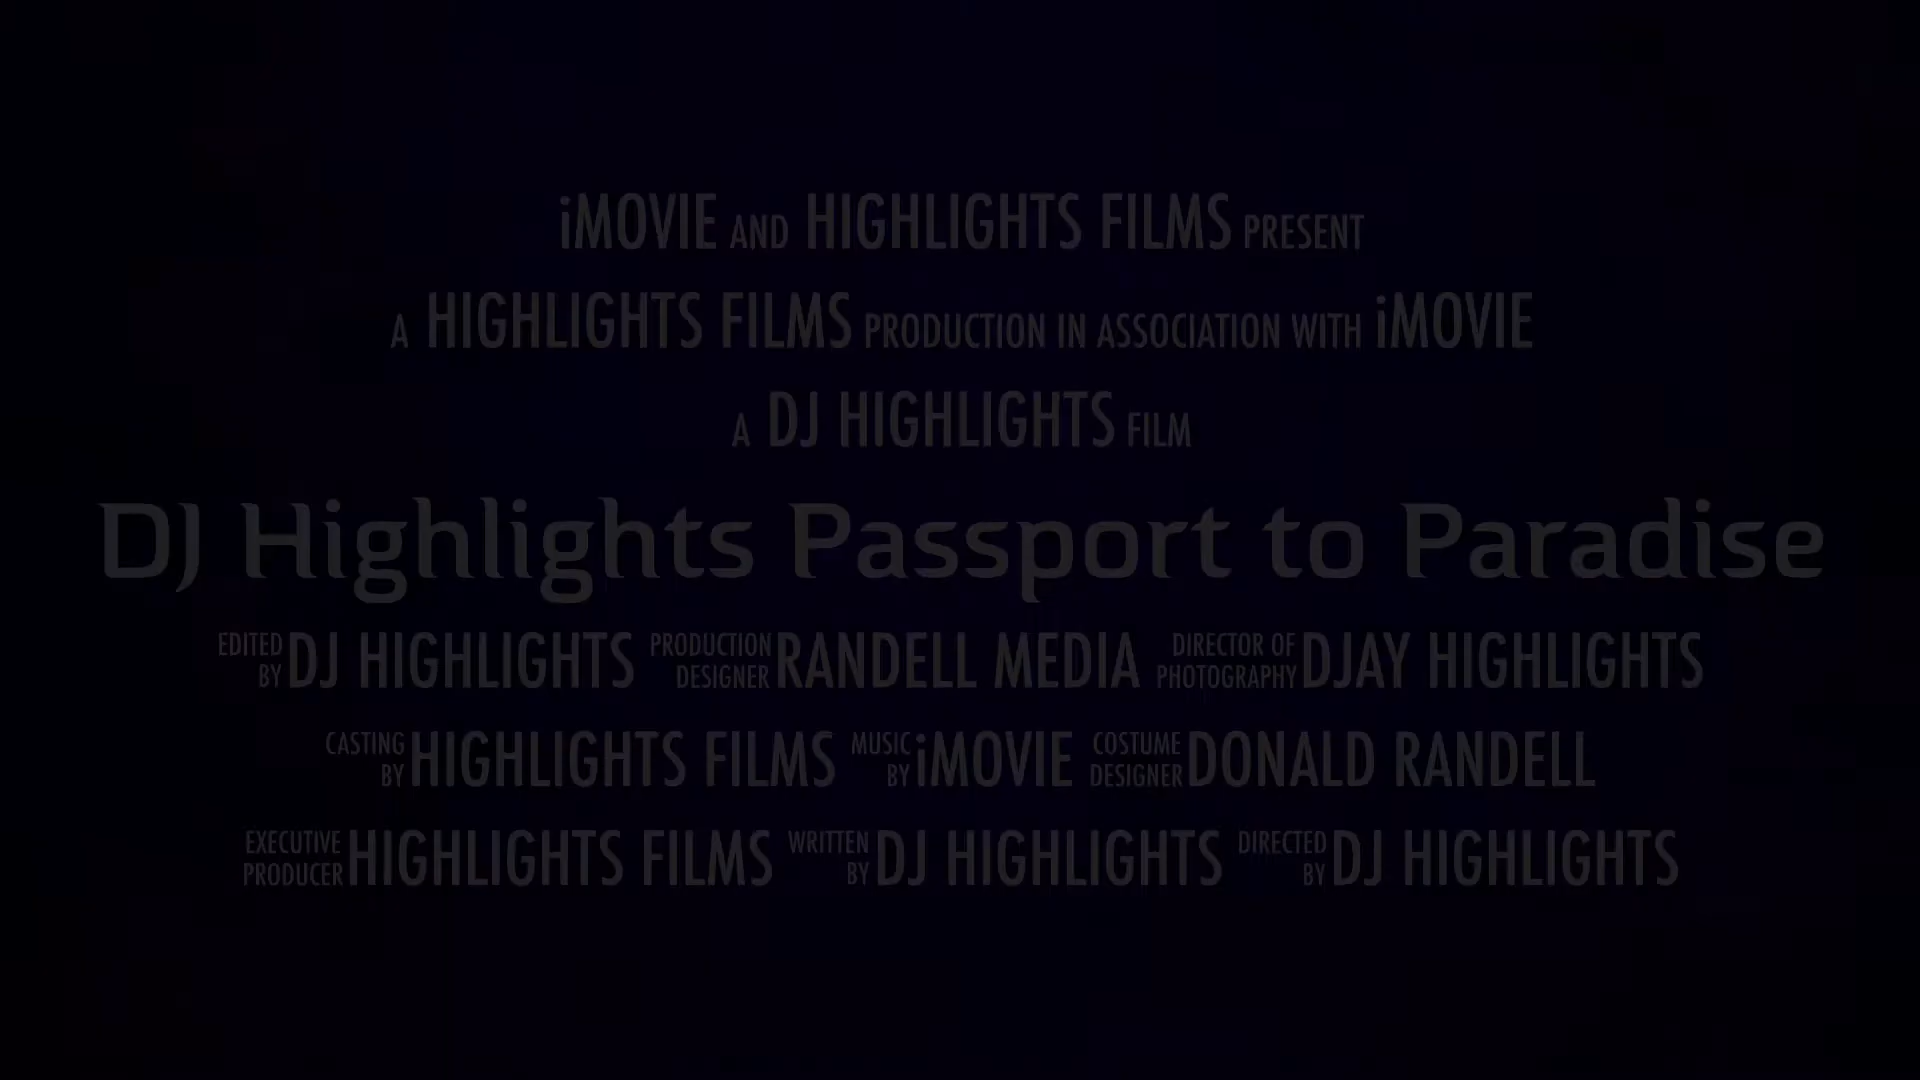 iMOVIE AND HIGHLIGHTS FILMS PRESENT
A HIGHLIGHTS FILMS PRODUCTION IN ASSOCIATION WITH iMOVIE
A DJ HIGHLIGHTS FILM
DJ Highlights Passport to Paradise
EDITED BY DJ HIGHLIGHTS PRODUCTION DESIGNER RANDELL MEDIA DIRECTOR OF PHOTOGRAPHY DJAY HIGHLIGHTS
CASTING BY HIGHLIGHTS FILMS MUSIC BY iMOVIE COSTUME DESIGNER DONALD RANDELL
EXECUTIVE PRODUCER HIGHLIGHTS FILMS WRITTEN BY DJ HIGHLIGHTS DIRECTED BY DJ HIGHLIGHTS